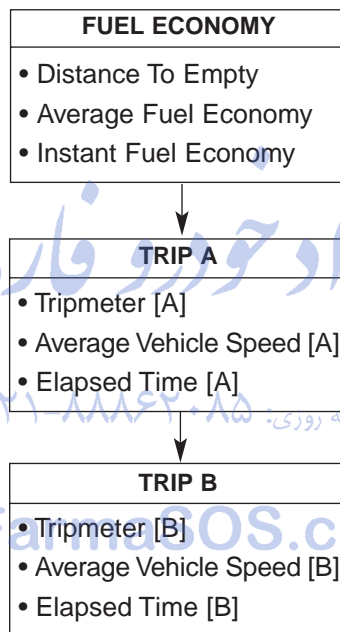 FUEL ECONOMY
• Distance To Empty
• Average Fuel Economy
• Instant Fuel Economy
TRIP A
• Tripmeter [A]
• Average Vehicle Speed [A]
• Elapsed Time [A]
TRIP B
• Tripmeter [B]
• Average Vehicle Speed [B]
• Elapsed Time [B]